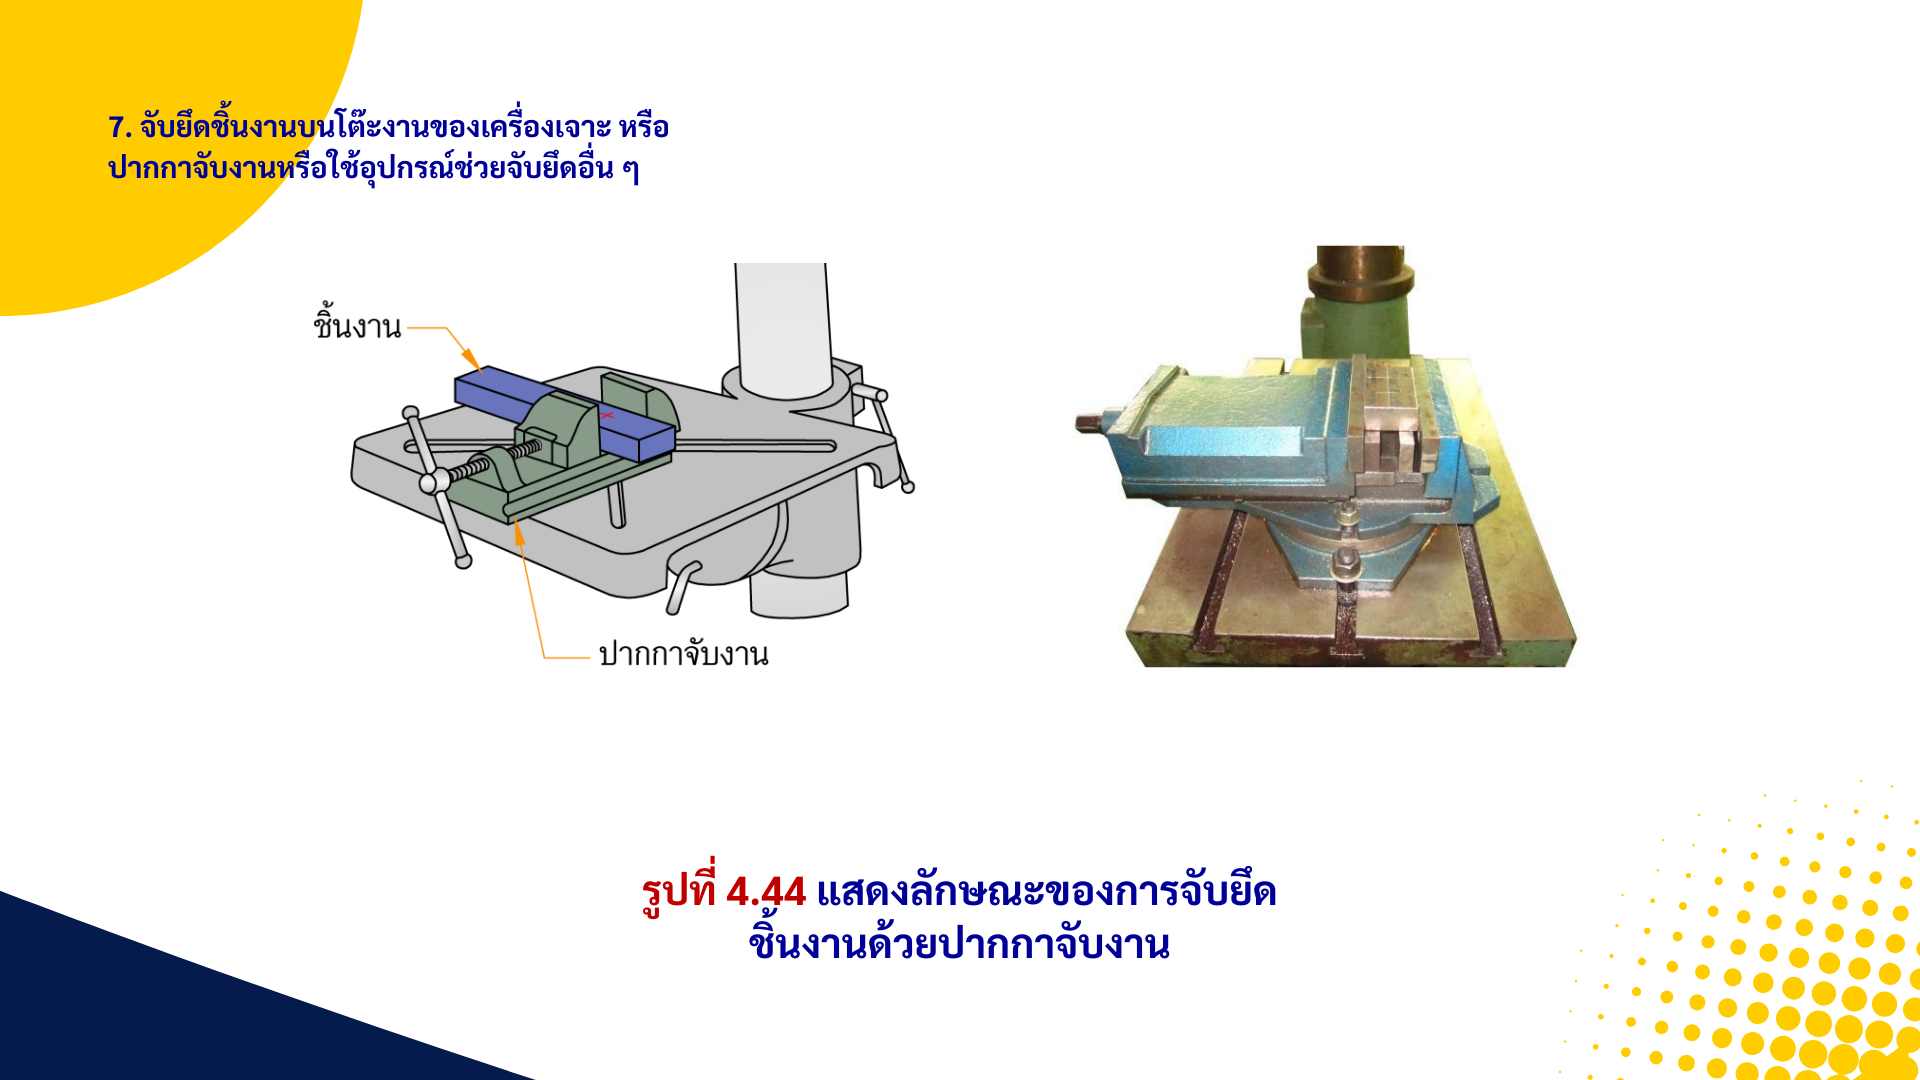 7. จับยึดชิ้นงานบนโต๊ะงานของเครื่องเจาะ หรือ
ปากกาจับงานหรือใช้อุปกรณ์ช่วยจับยึดอื่น ๆ
ชิ้นงาน
ปากกาจับงาน
รูปที่ 4.44 แสดงลักษณะของการจับยึด
ชิ้นงานด้วยปากกาจับงาน